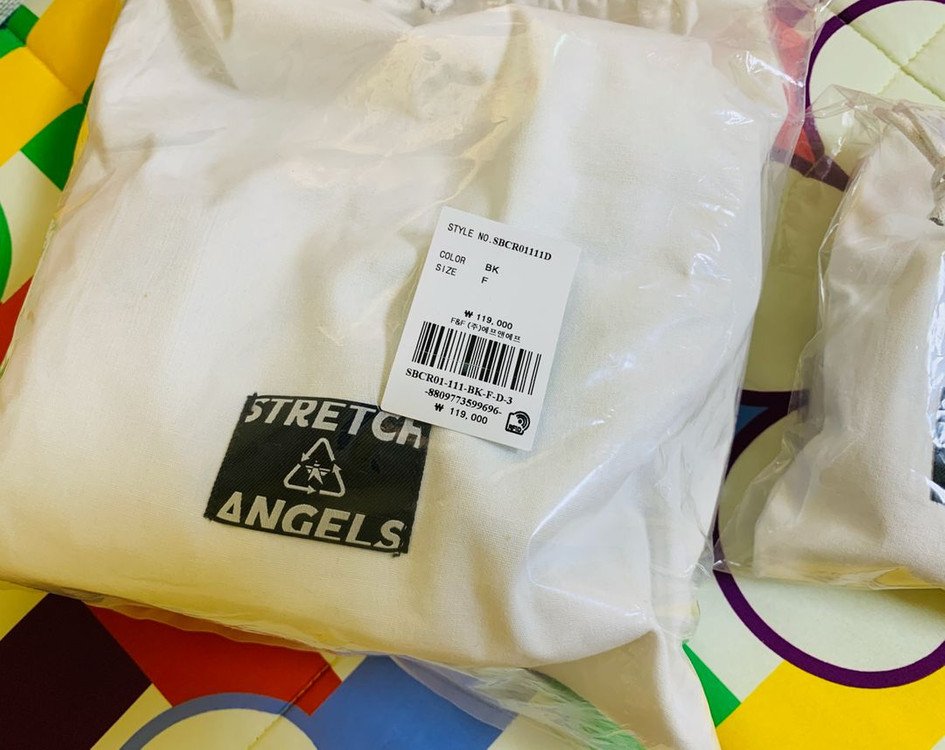 STYLE NO.SBCR01111D
COLOR BK
SIZE F
₩ 119,000
F&F (주)에프앤에프
SBCR01-111-BK-F-D-3
-8809773599696-
₩ 119,000
STRETCH
ANGELS